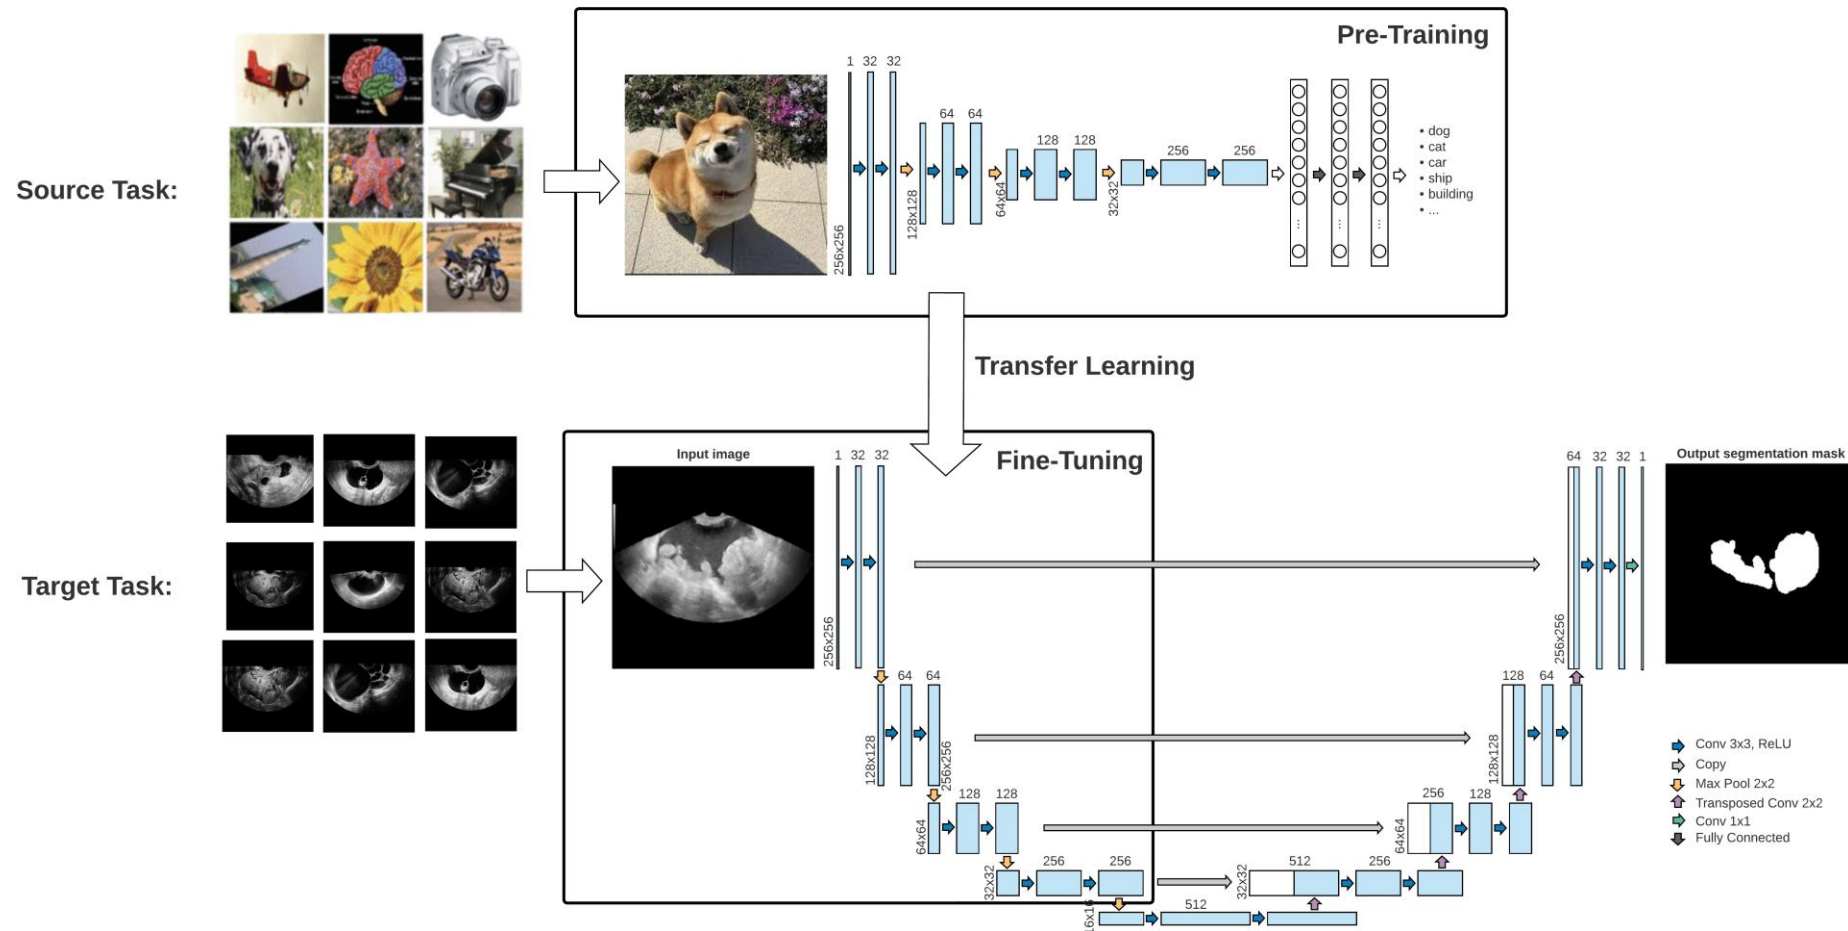 Pre-Training
1 32 32
64 64
128 128
256 256
256x256
128x128
64x64
32x32
• dog
• cat
• car
• ship
• building
• ...
Source Task:
Transfer Learning
Target Task:
Input image
Fine-Tuning
1 32 32
256x256
64 64
128x128
256x256
128 128
64x64
256 256
32x32
16x16
512
512 256
32x32
256 128
64x64
128 64
128x128
64 32 32 1
256x256
Output segmentation mask
Conv 3x3, ReLU
Copy
Max Pool 2x2
Transposed Conv 2x2
Conv 1x1
Fully Connected